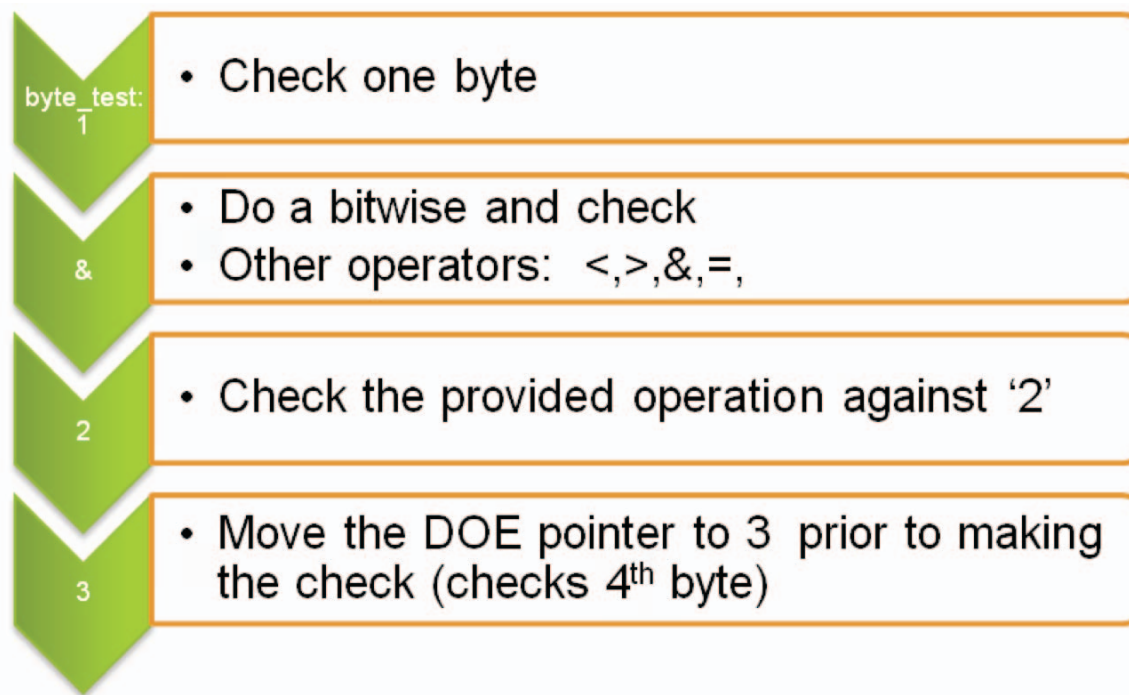 byte_test:
1
• Check one byte
&
• Do a bitwise and check
• Other operators: <,>,&,=,
2
• Check the provided operation against ‘2’
3
• Move the DOE pointer to 3 prior to making
the check (checks 4th byte)